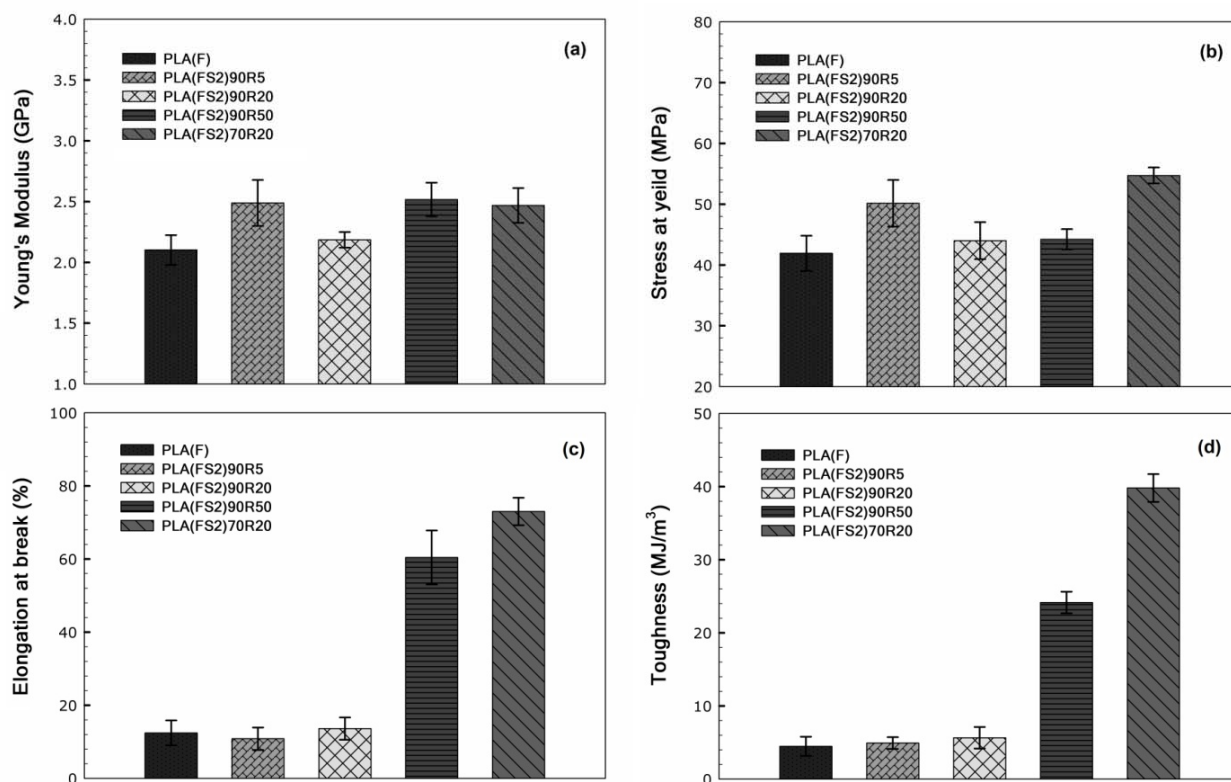 4.0
3.5
3.0
2.5
2.0
1.5
1.0
Young's Modulus (GPa)
(a)
PLA(F)
PLA(FS2)90R5
PLA(FS2)90R20
PLA(FS2)90R50
PLA(FS2)70R20
80
70
60
50
40
30
20
Stress at yeild (MPa)
(b)
PLA(F)
PLA(FS2)90R5
PLA(FS2)90R20
PLA(FS2)90R50
PLA(FS2)70R20
100
80
60
40
20
0
Elongation at break (%)
(c)
PLA(F)
PLA(FS2)90R5
PLA(FS2)90R20
PLA(FS2)90R50
PLA(FS2)70R20
50
40
30
20
10
0
Toughness (MJ/m³)
(d)
PLA(F)
PLA(FS2)90R5
PLA(FS2)90R20
PLA(FS2)90R50
PLA(FS2)70R20